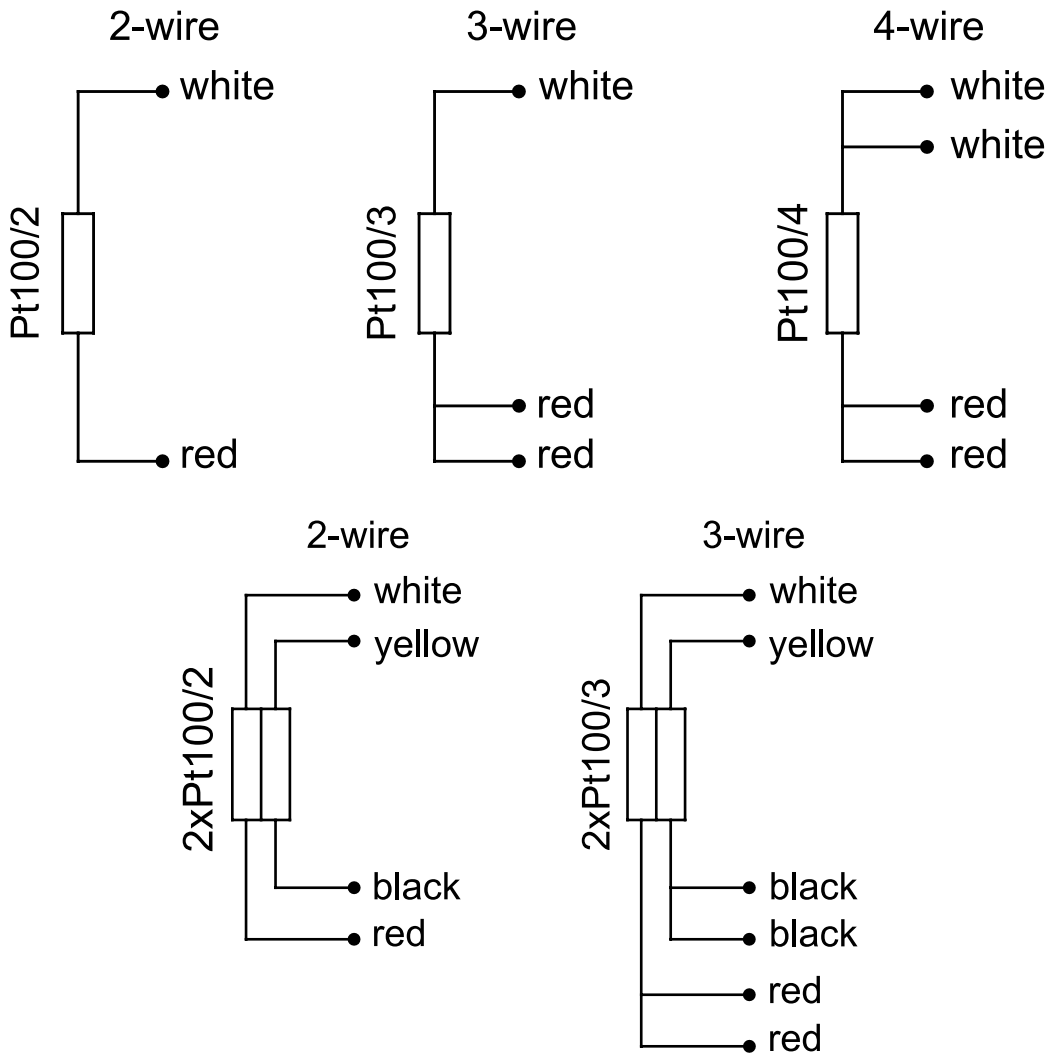 2-wire
3-wire
4-wire
white
white
white
white
Pt100/2
Pt100/3
Pt100/4
red
red
red
red
red
2-wire
3-wire
white
yellow
white
yellow
2xPt100/2
2xPt100/3
black
red
black
black
red
red